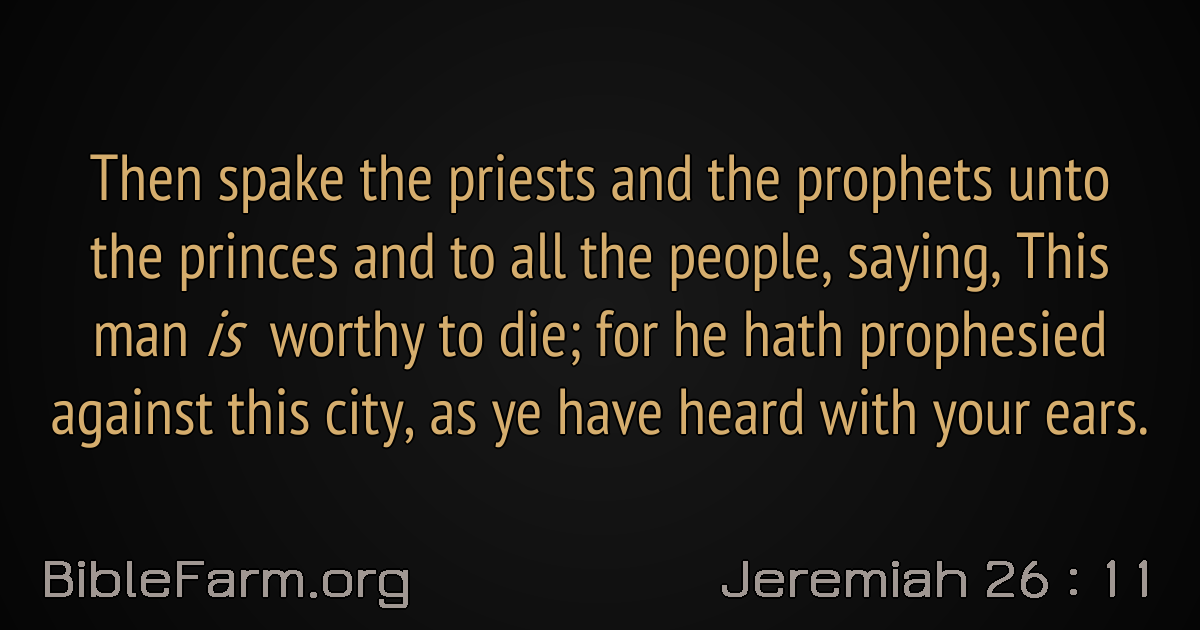 Then spake the priests and the prophets unto
the princes and to all the people, saying, This
man is worthy to die; for he hath prophesied
against this city, as ye have heard with your ears.
BibleFarm.org
Jeremiah 26 : 11